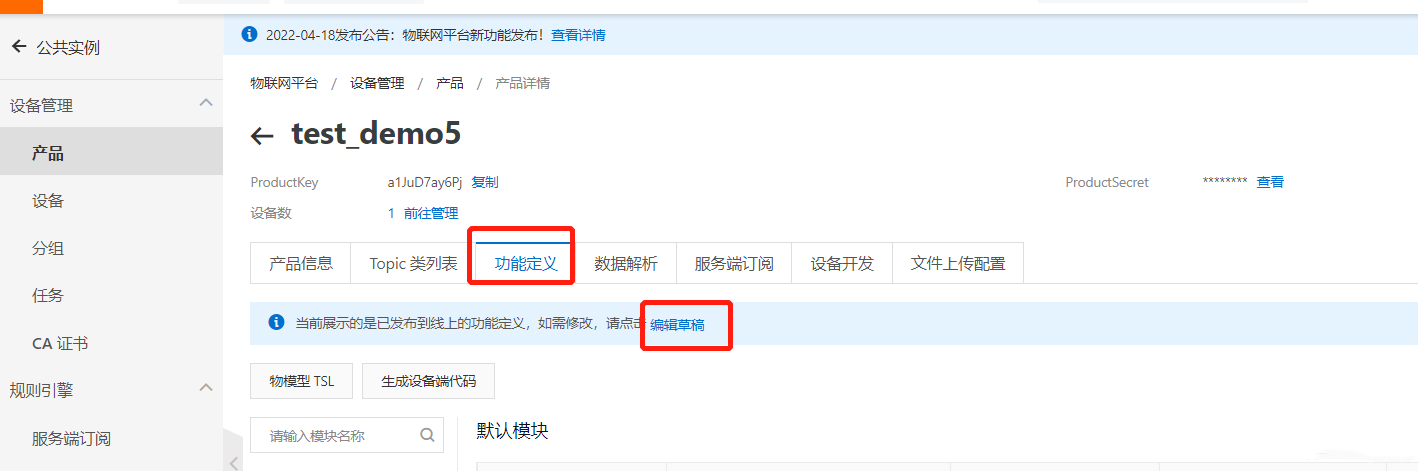 公共实例
设备管理
产品
设备
分组
任务
CA 证书
规则引擎
服务端订阅
2022-04-18发布公告：物联网平台新功能发布！查看详情
物联网平台 / 设备管理 / 产品 / 产品详情
test_demo5
ProductKey a1JuD7ay6Pj 复制 ProductSecret ******** 查看
设备数 1 前往管理
产品信息 Topic 类列表 功能定义 数据解析 服务端订阅 设备开发 文件上传配置
当前展示的是已发布到线上的功能定义，如需修改，请点击 编辑草稿
物模型 TSL 生成设备端代码
请输入模块名称
默认模块